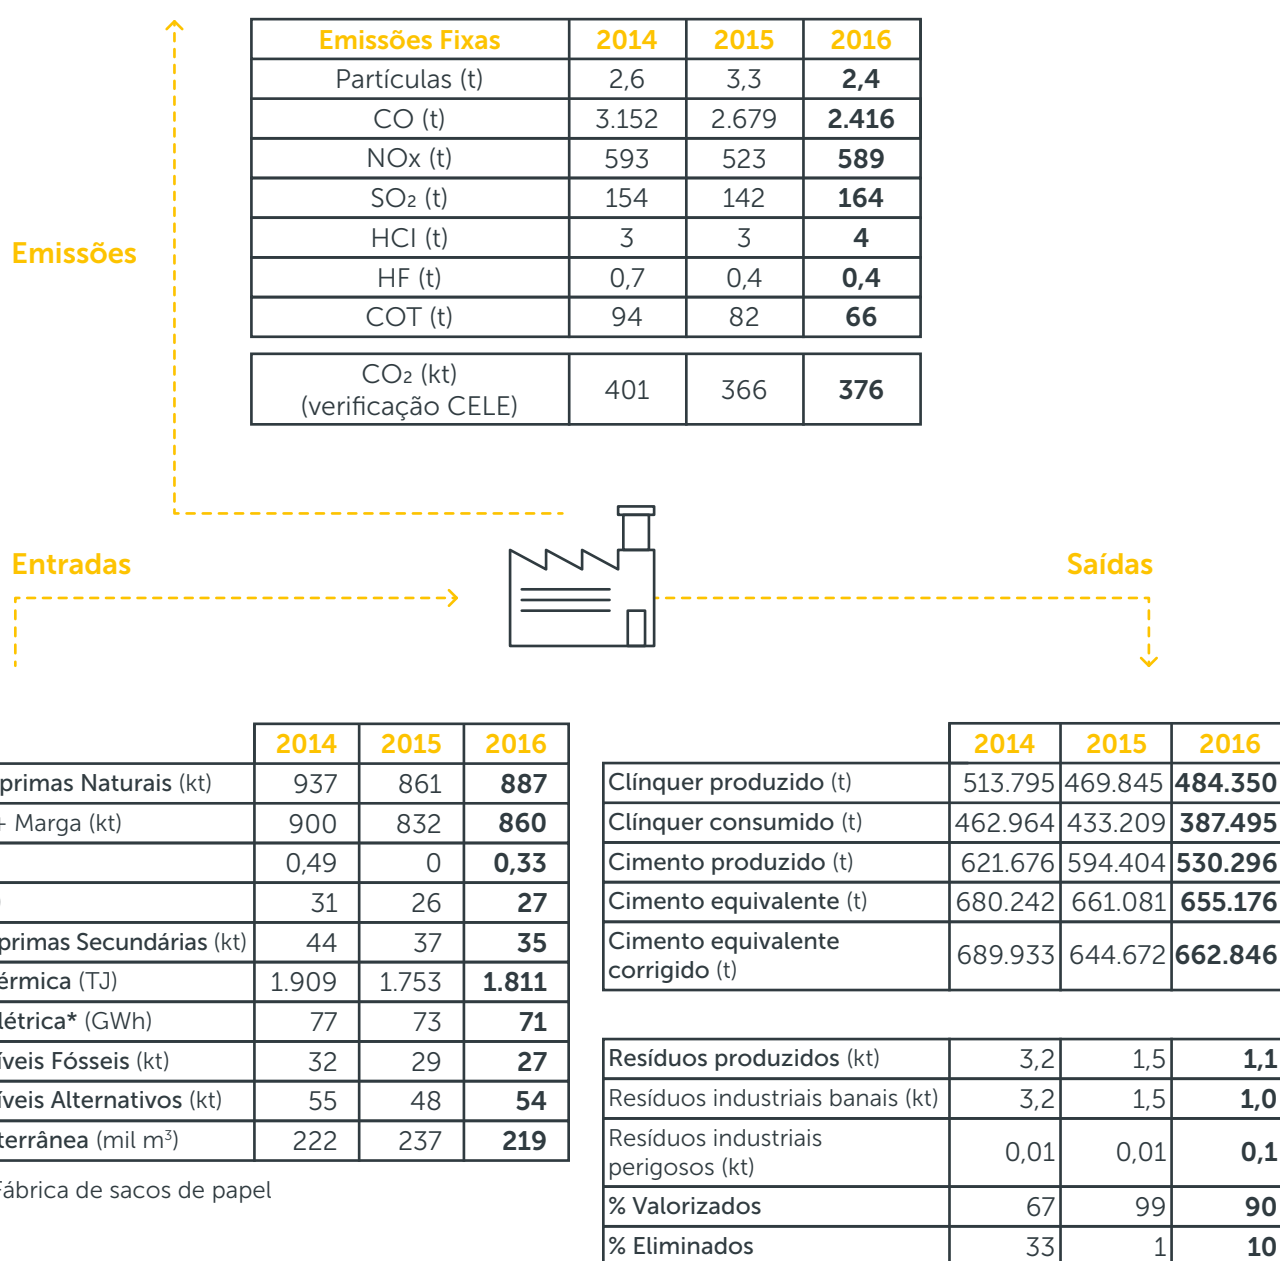 Emissões Fixas 2014 2015 2016
Partículas (t) 2,6 3,3 2,4
CO (t) 3.152 2.679 2.416
NOx (t) 593 523 589
SO₂ (t) 154 142 164
HCl (t) 3 3 4
HF (t) 0,7 0,4 0,4
COT (t) 94 82 66
CO₂ (kt)
(verificação CELE) 401 366 376
Emissões
Entradas
Saídas
2014 2015 2016
primas Naturais (kt) 937 861 887
+ Marga (kt) 900 832 860
0,49 0 0,33
31 26 27
primas Secundárias (kt) 44 37 35
érmica (TJ) 1.909 1.753 1.811
létrica* (GWh) 77 73 71
íveis Fósseis (kt) 32 29 27
íveis Alternativos (kt) 55 48 54
terrânea (mil m³) 222 237 219
Fábrica de sacos de papel
2014 2015 2016
Clínquer produzido (t) 513.795 469.845 484.350
Clínquer consumido (t) 462.964 433.209 387.495
Cimento produzido (t) 621.676 594.404 530.296
Cimento equivalente (t) 680.242 661.081 655.176
Cimento equivalente
corrigido (t) 689.933 644.672 662.846
Resíduos produzidos (kt) 3,2 1,5 1,1
Resíduos industriais banais (kt) 3,2 1,5 1,0
Resíduos industriais
perigosos (kt) 0,01 0,01 0,1
% Valorizados 67 99 90
% Eliminados 33 1 10